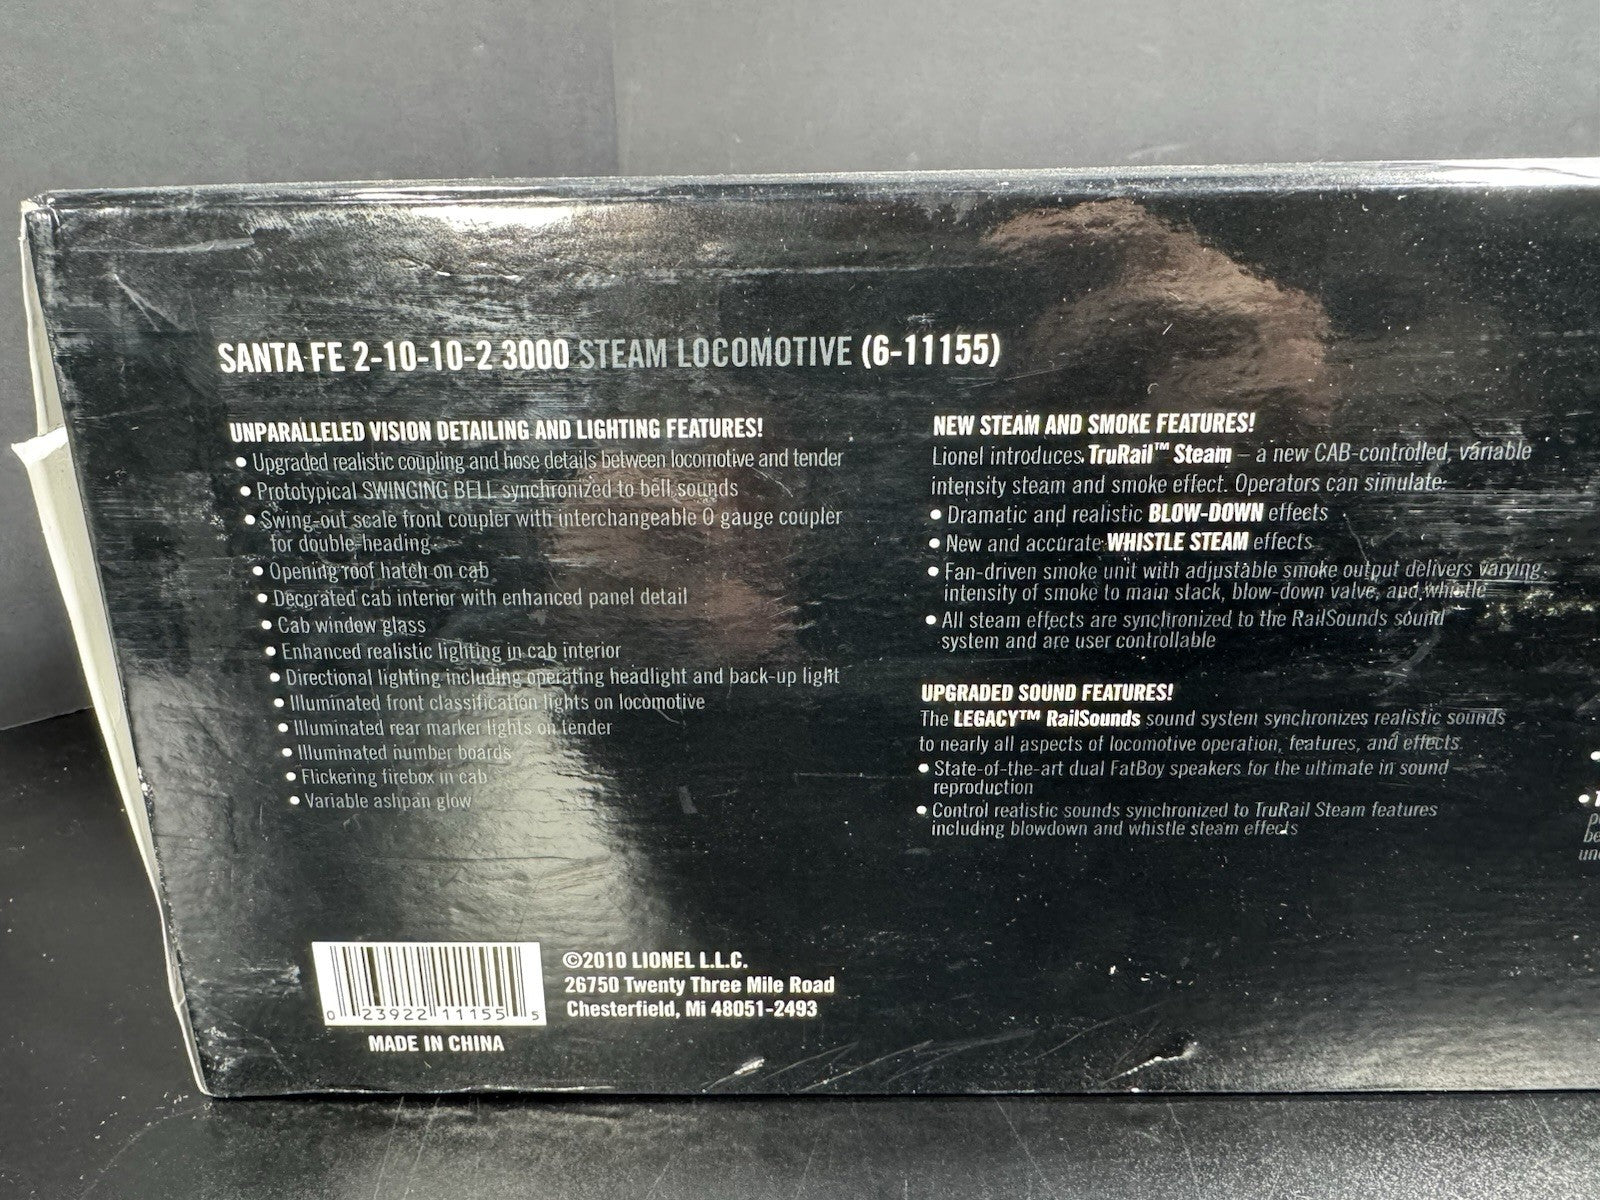 SANTA FE 2-10-10-2 3000 STEAM LOCOMOTIVE (6-11155)
UNPARALLELED VISION DETAILING AND LIGHTING FEATURES!
• Upgraded realistic coupling and hose details between locomotive and tender
• Prototypical SWINGING BELL synchronized to bell sounds
• Swing-out scale front coupler with interchangeable O gauge coupler
for double-heading
• Opening roof hatch on cab
• Decorated cab interior with enhanced panel detail
• Cab window glass
• Enhanced realistic lighting in cab interior
• Directional lighting including operating headlight and back-up light
• Illuminated front classification lights on locomotive
• Illuminated rear marker lights on tender
• Illuminated number boards
• Flickering firebox in cab
• Variable ashpan glow
NEW STEAM AND SMOKE FEATURES!
Lionel introduces TruRail™ Steam – a new CAB-controlled, variable
intensity steam and smoke effect. Operators can simulate:
• Dramatic and realistic BLOW-DOWN effects
• New and accurate WHISTLE STEAM effects
• Fan-driven smoke unit with adjustable smoke output delivers varying
intensity of smoke to main stack, blow-down valve, and whistle
• All steam effects are synchronized to the RailSounds sound
system and are user controllable
UPGRADED SOUND FEATURES!
The LEGACY™ RailSounds sound system synchronizes realistic sounds
to nearly all aspects of locomotive operation, features, and effects.
• State-of-the-art dual FatBoy speakers for the ultimate in sound
reproduction
• Control realistic sounds synchronized to TruRail Steam features
including blowdown and whistle steam effects
0 23922 11155 5
MADE IN CHINA
©2010 LIONEL L.L.C.
26750 Twenty Three Mile Road
Chesterfield, Mi 48051-2493